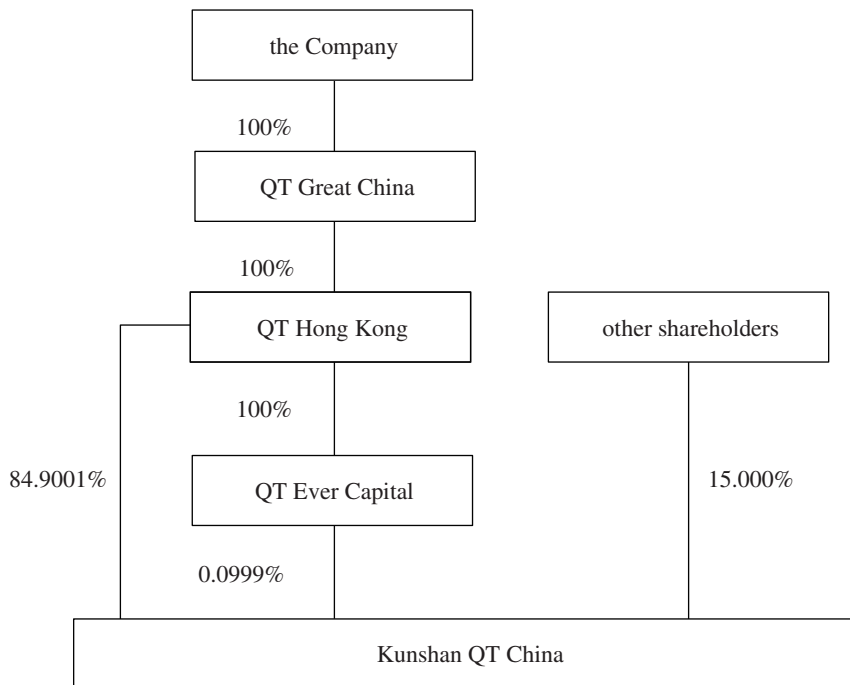 the Company
100%
QT Great China
100%
QT Hong Kong
other shareholders
100%
84.9001%
QT Ever Capital
15.000%
0.0999%
Kunshan QT China